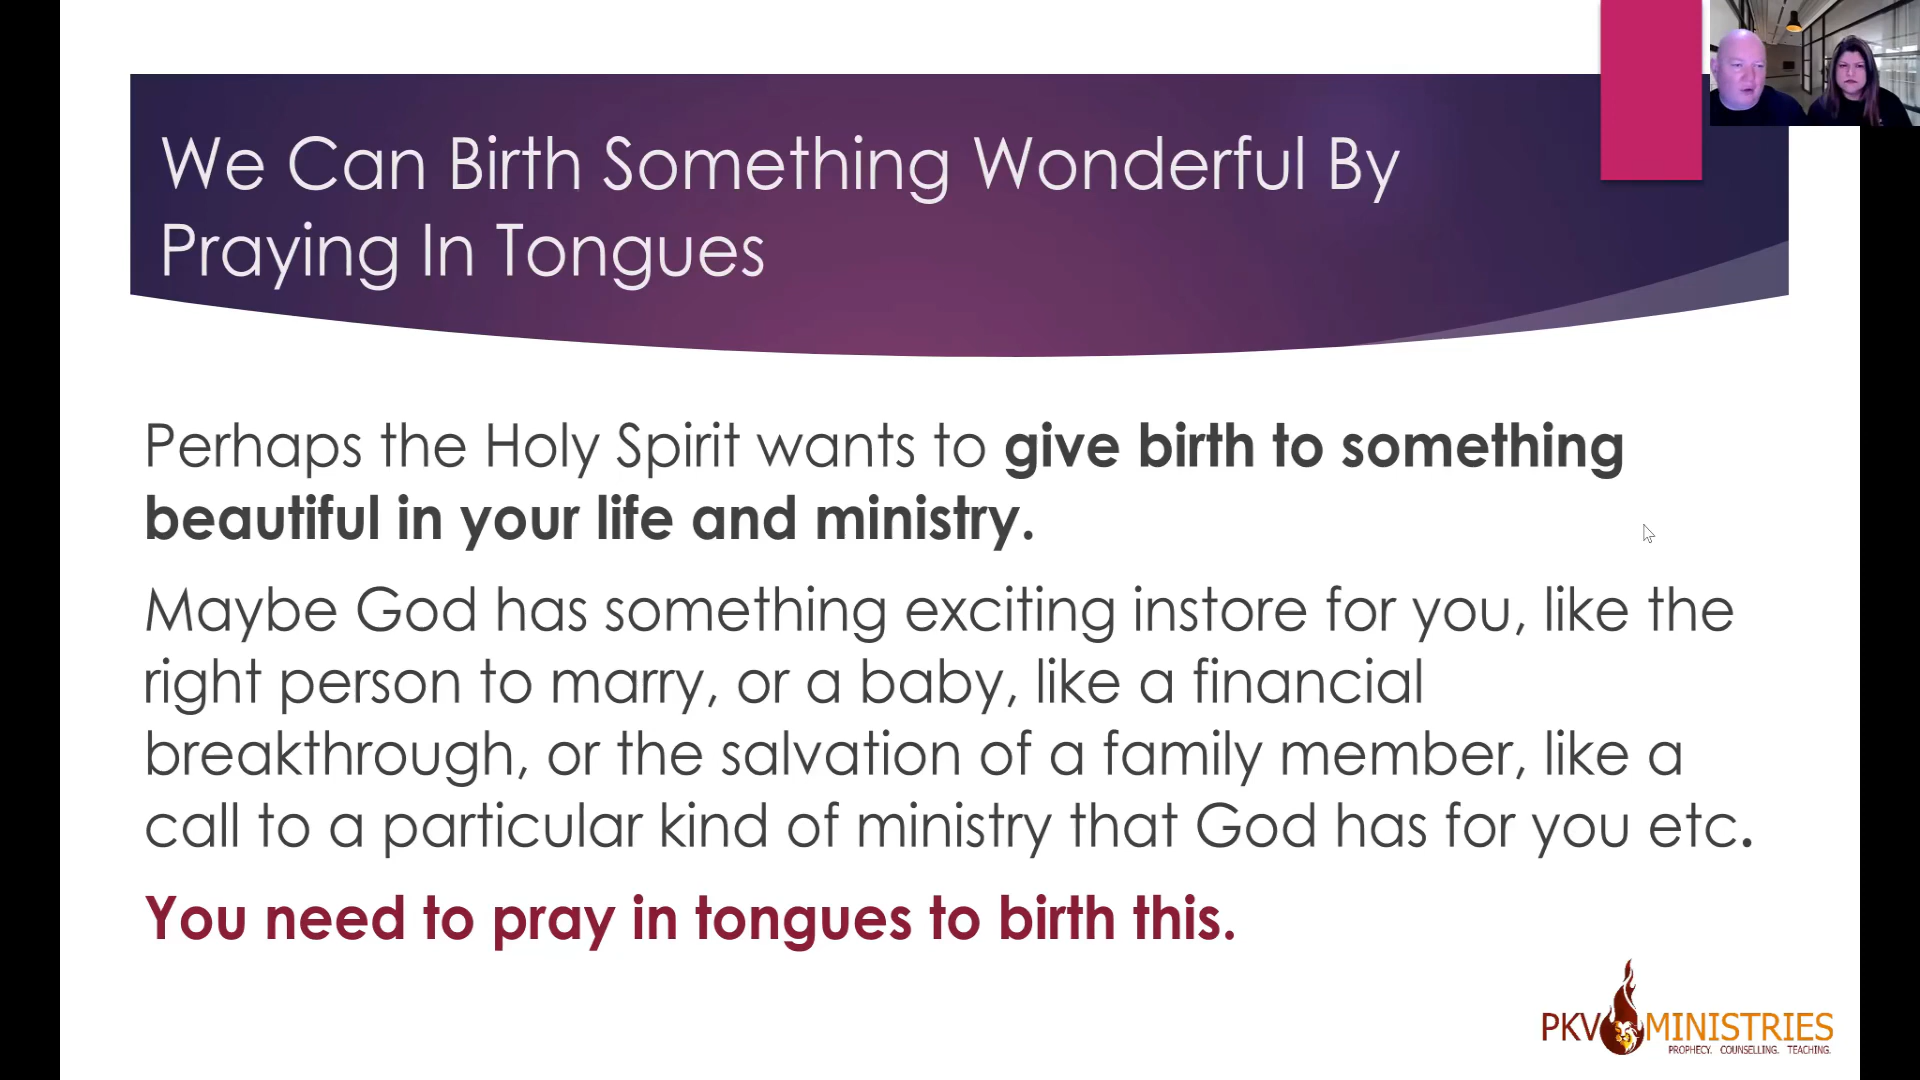 We Can Birth Something Wonderful By
Praying In Tongues
Perhaps the Holy Spirit wants to give birth to something
beautiful in your life and ministry.
Maybe God has something exciting instore for you, like the
right person to marry, or a baby, like a financial
breakthrough, or the salvation of a family member, like a
call to a particular kind of ministry that God has for you etc.
You need to pray in tongues to birth this.
PKV MINISTRIES
PROPHECY. COUNSELLING. TEACHING.